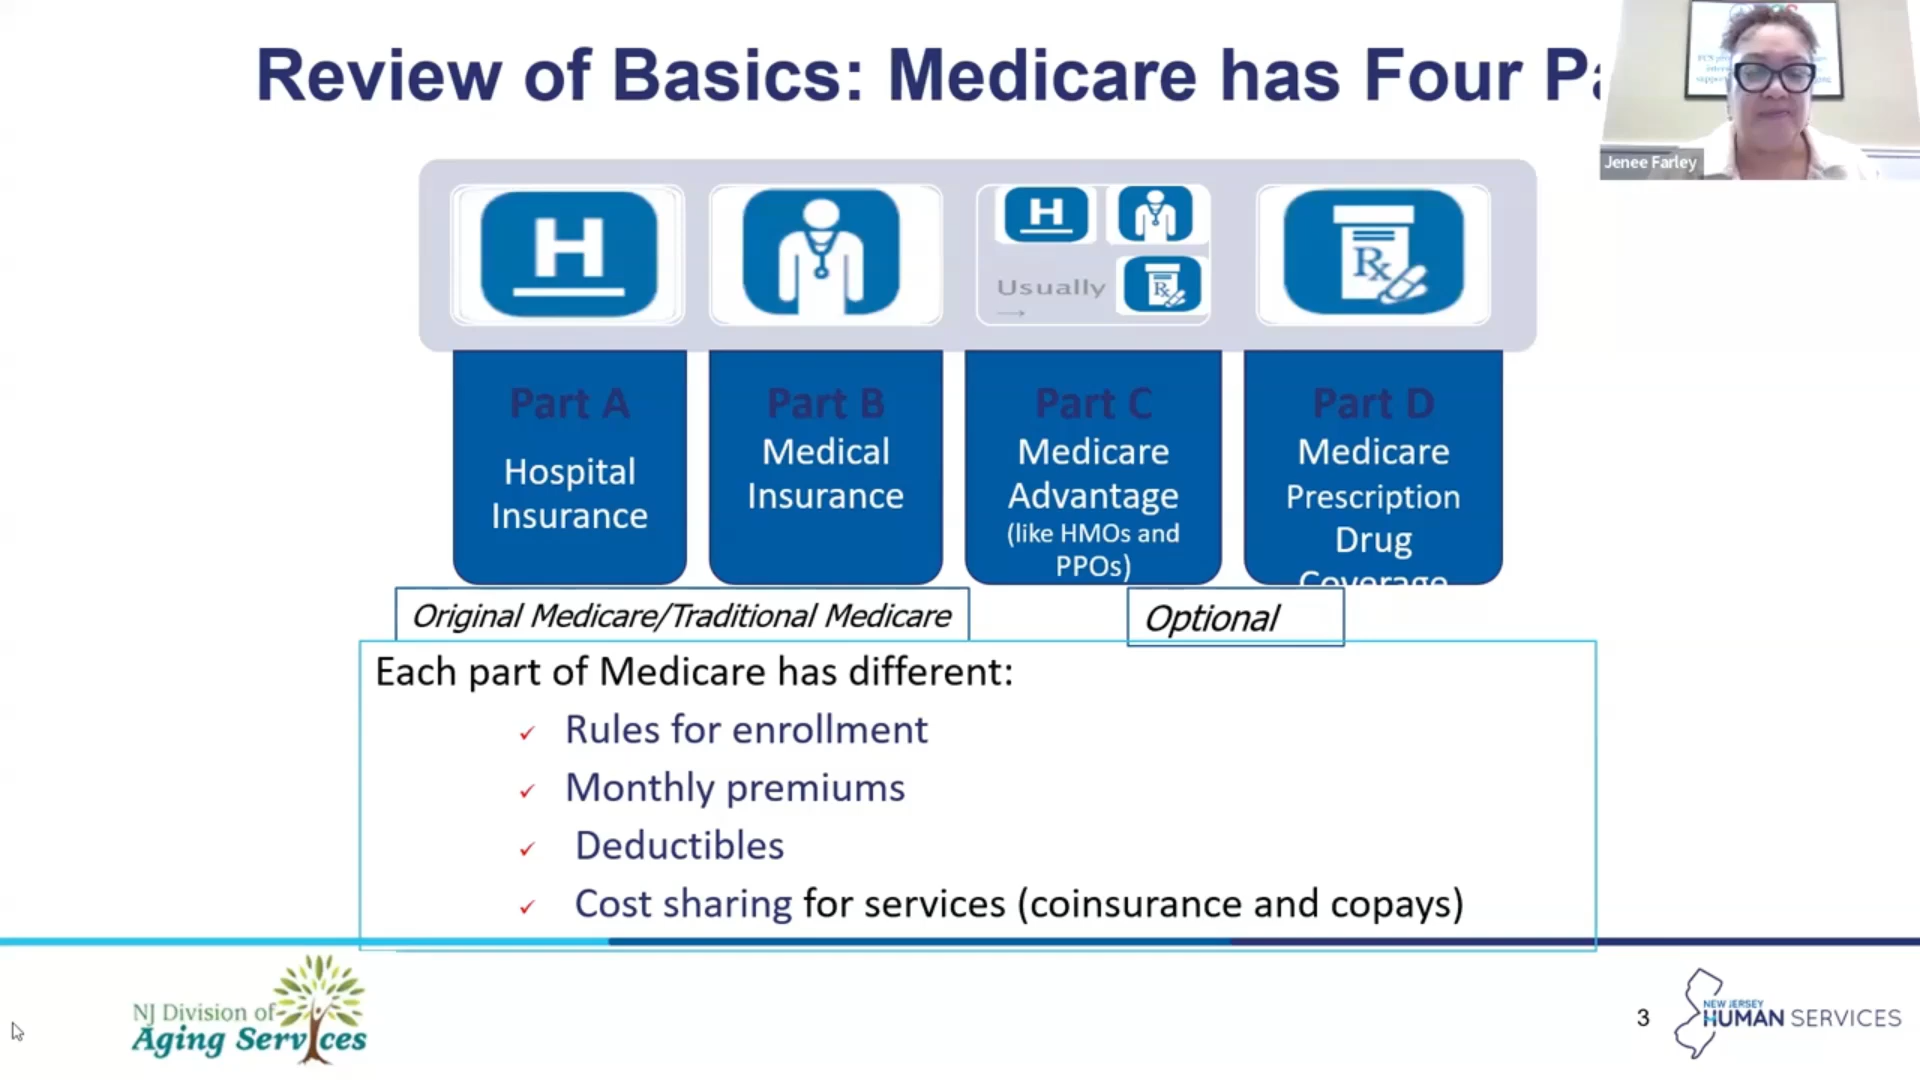 Review of Basics: Medicare has Four
Jenee Farley
H
H
Usually
Rx
Rx
Part A
Hospital
Insurance
Part B
Medical
Insurance
Part C
Medicare
Advantage
(like HMOs and
PPOs)
Part D
Medicare
Prescription
Drug
Coverage
Original Medicare/Traditional Medicare
Optional
Each part of Medicare has different:
Rules for enrollment
Monthly premiums
Deductibles
Cost sharing for services (coinsurance and copays)
NJ Division of
Aging Services
3
NEW JERSEY
HUMAN SERVICES